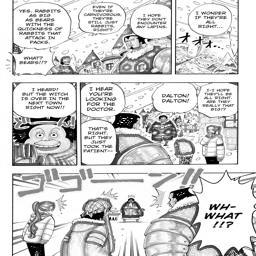 I WONDER
IF THEY'RE
ALL
RIGHT...
I HOPE
THEY DON'T
ENCOUNTER
ANY LAPINS.
EVEN IF
THEY'RE
CARNIVOROUS,
THEY'RE
STILL JUST
RABBITS,
RIGHT?
YES. RABBITS
AS BIG
AS BEARS
WITH THE
QUICKNESS OF
RABBITS THAT
ATTACK IN
PACKS.
WHAT?
BEARS!?
I-I HOPE
THEY'LL BE
ALL RIGHT.
ARE THEY
REALLY THAT
BIG!?
DALTON!
DALTON!
I HEAR
YOU'RE
LOOKING
FOR THE
DOCTOR.
THAT'S
RIGHT.
BUT THEY
JUST TOOK
THE
PATIENT--
I HEARD!
BUT THE WITCH
IS OVER IN THE
NEXT TOWN
RIGHT NOW!!
WH-
WHAT
!!?